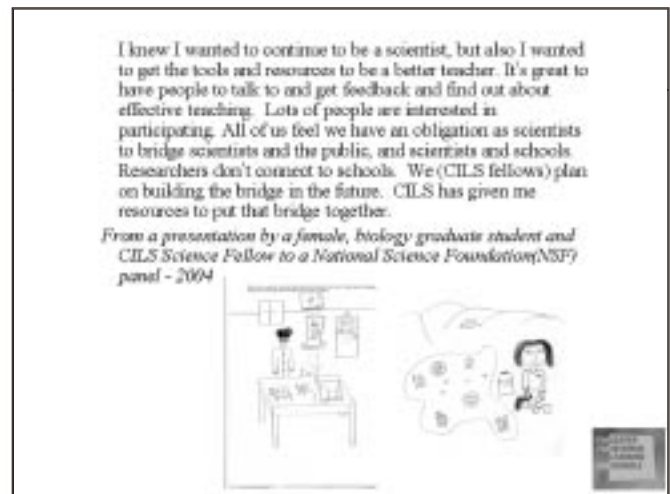 I knew I wanted to continue to be a scientist, but also I wanted
to get the tools and resources to be a better teacher. It's great to
have people to talk to and get feedback and find out about
effective teaching. Lots of people are interested in
participating. All of us feel we have an obligation as scientists
to bridge scientists and the public, and scientists and schools.
Researchers don't connect to schools. We (CILS fellows) plan
on building the bridge in the future. CILS has given me
resources to put that bridge together.
From a presentation by a female, biology graduate student and
CILS Science Fellow to a National Science Foundation(NSF)
panel - 2004